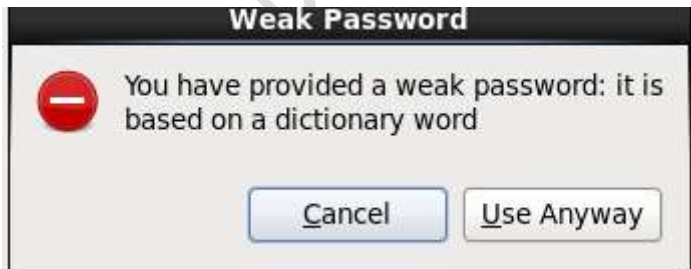 Weak Password
You have provided a weak password: it is
based on a dictionary word
Cancel
Use Anyway